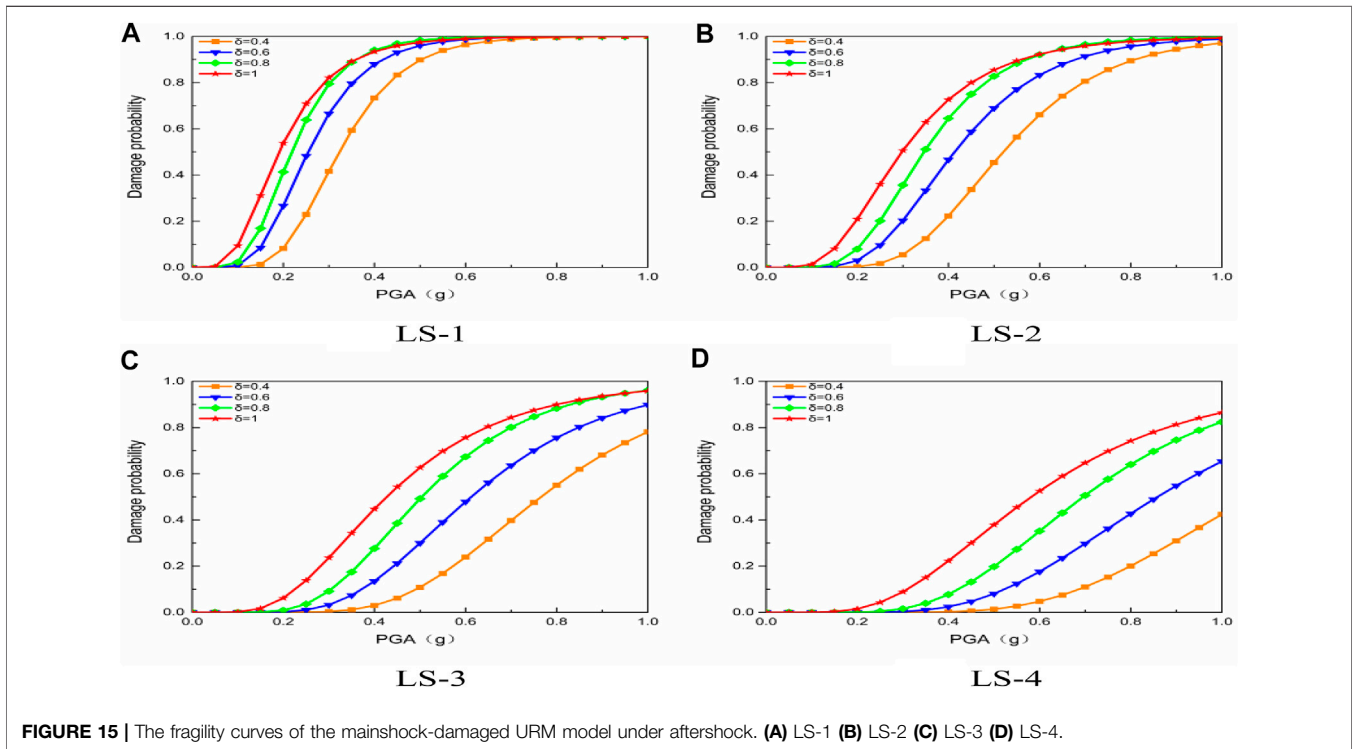 A
1.0
0.8
0.6
0.4
0.2
0.0
Damage probability
δ=0.4
δ=0.6
δ=0.8
δ=1
0.0 0.2 0.4 0.6 0.8 1.0
PGA (g)
LS-1
B
1.0
0.8
0.6
0.4
0.2
0.0
Damage probability
δ=0.4
δ=0.6
δ=0.8
δ=1
0.0 0.2 0.4 0.6 0.8 1.0
PGA (g)
LS-2
C
1.0
0.8
0.6
0.4
0.2
0.0
Damage probability
δ=0.4
δ=0.6
δ=0.8
δ=1
0.0 0.2 0.4 0.6 0.8 1.0
PGA (g)
LS-3
D
1.0
0.8
0.6
0.4
0.2
0.0
Damage probability
δ=0.4
δ=0.6
δ=0.8
δ=1
0.0 0.2 0.4 0.6 0.8 1.0
PGA (g)
LS-4
FIGURE 15 | The fragility curves of the mainshock-damaged URM model under aftershock. (A) LS-1 (B) LS-2 (C) LS-3 (D) LS-4.